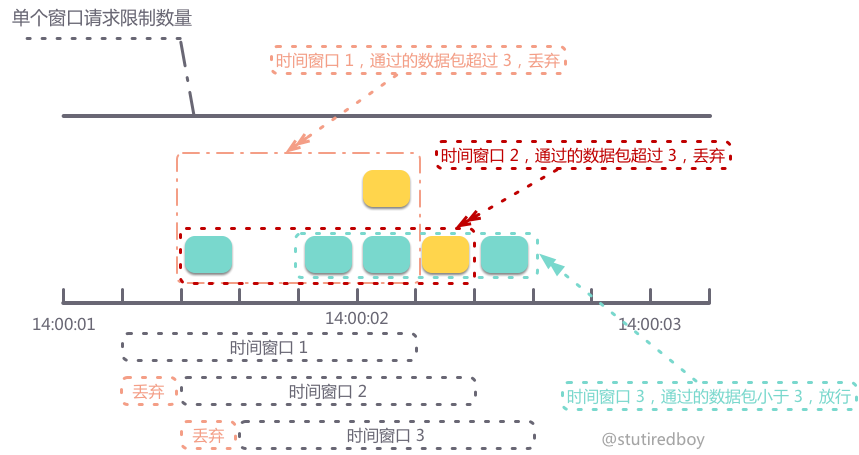 单个窗口请求限制数量
时间窗口 1，通过的数据包超过 3，丢弃
时间窗口 2，通过的数据包超过 3，丢弃
14:00:01
14:00:02
14:00:03
时间窗口 1
丢弃
时间窗口 2
时间窗口 3，通过的数据包小于 3，放行
丢弃
时间窗口 3
@stutiredboy